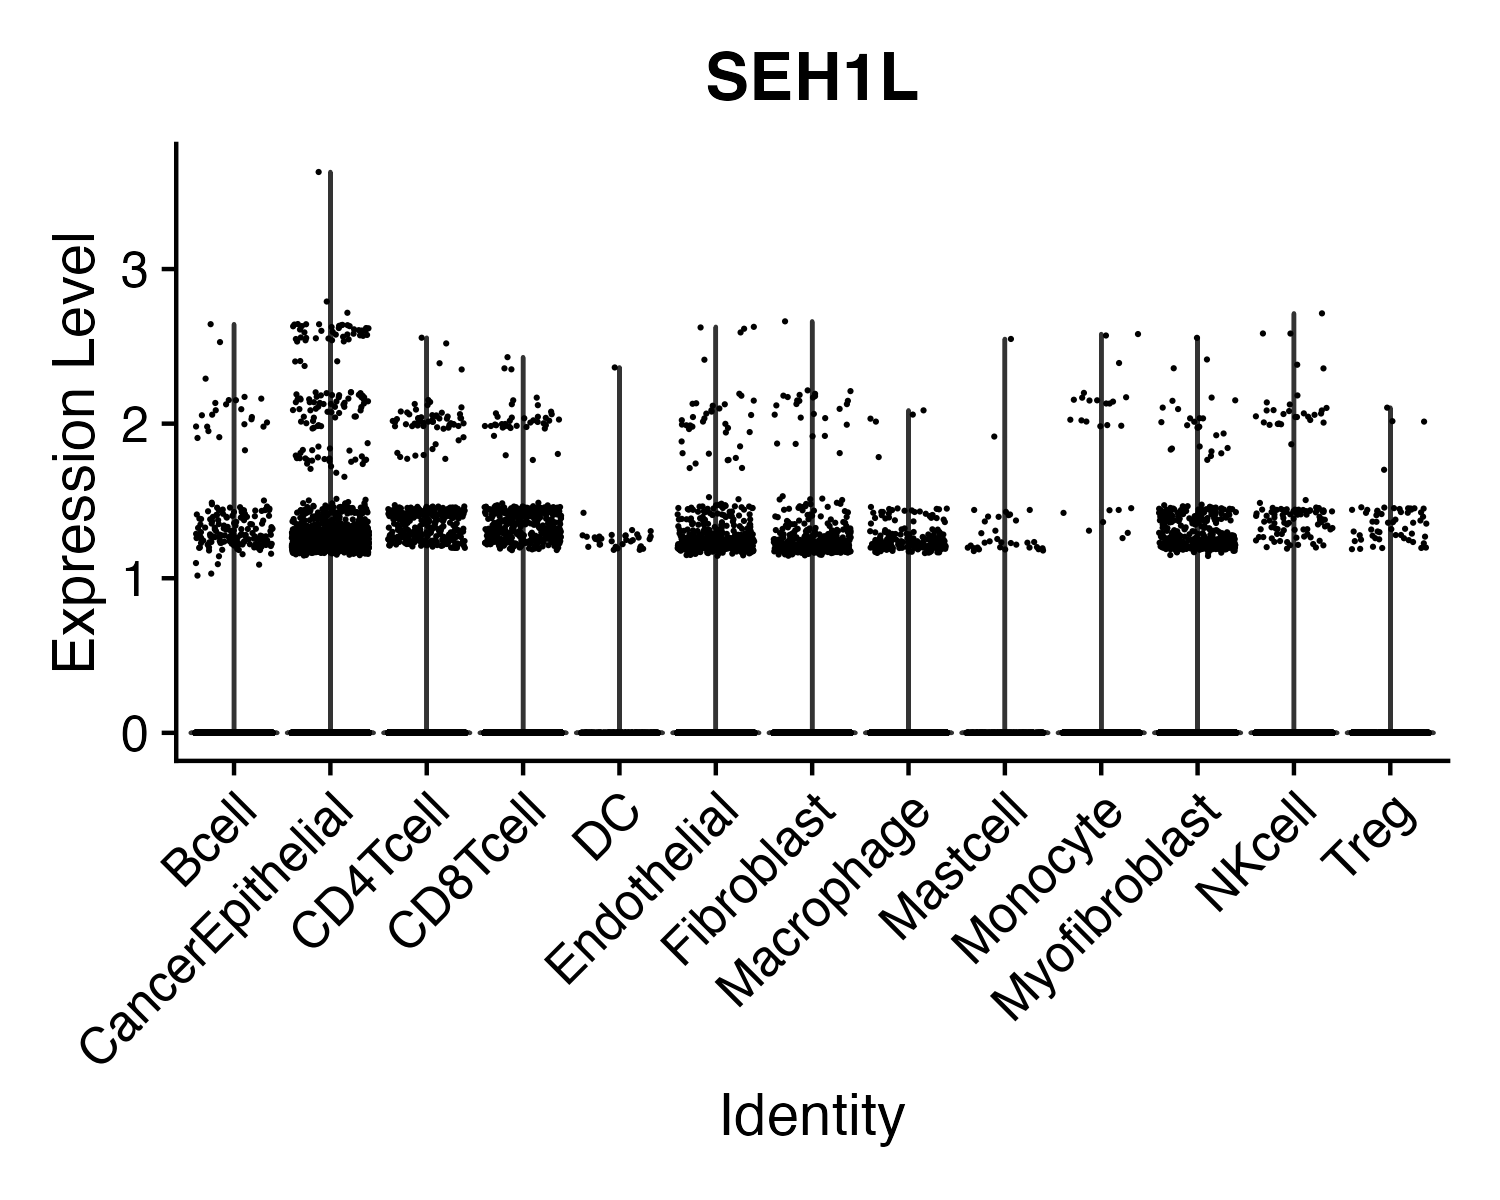 SEH1L
Expression Level
3
2
1
0
Bcell
CancerEpithelial
CD4Tcell
CD8Tcell
DC
Endothelial
Fibroblast
Macrophage
Mastcell
Monocyte
Myofibroblast
NKcell
Treg
Identity